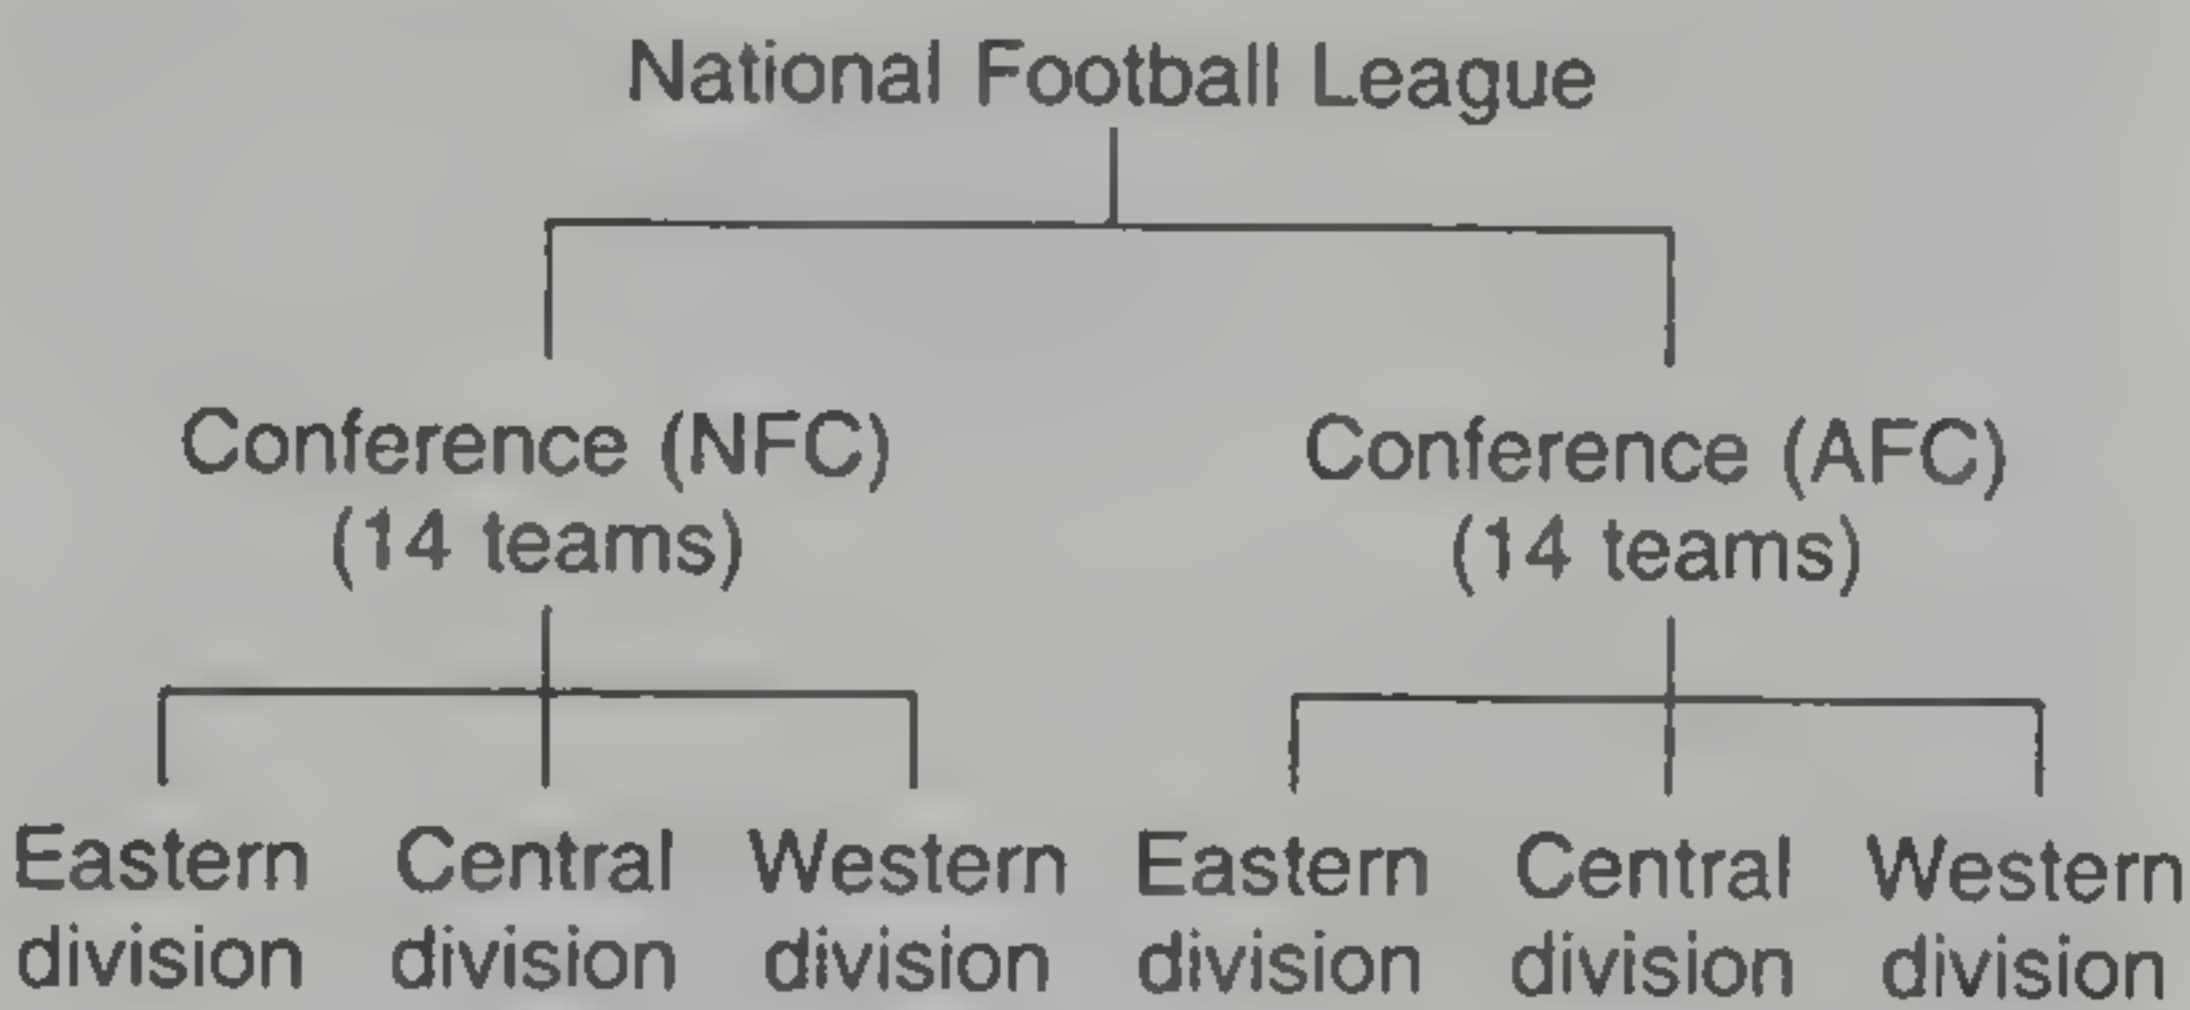 National Football League
Conference (NFC)
(14 teams)
Conference (AFC)
(14 teams)
Eastern
division
Central
division
Western
division
Eastern
division
Central
division
Western
division